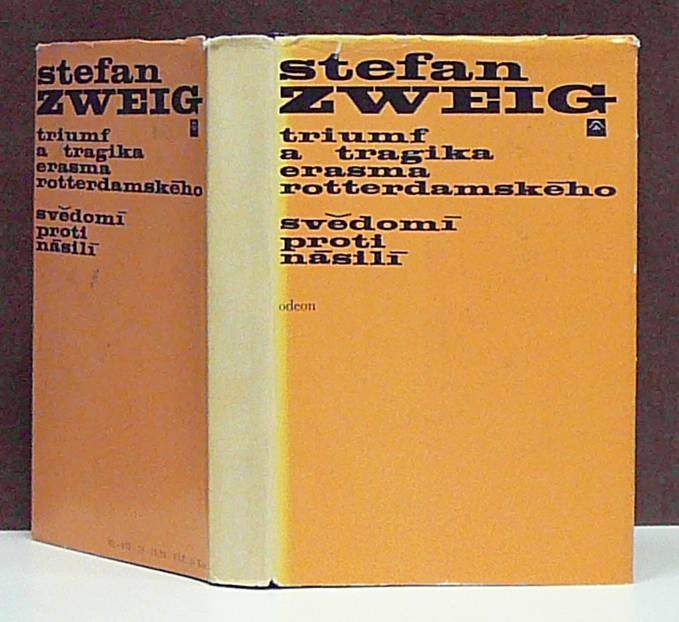 stefan
ZWEIG
triumf
a tragika
erasma
rotterdamského
svědomí
proti
násilí
stefan
ZWEIG
triumf
a tragika
erasma
rotterdamského
svědomí
proti
násilí
odeon